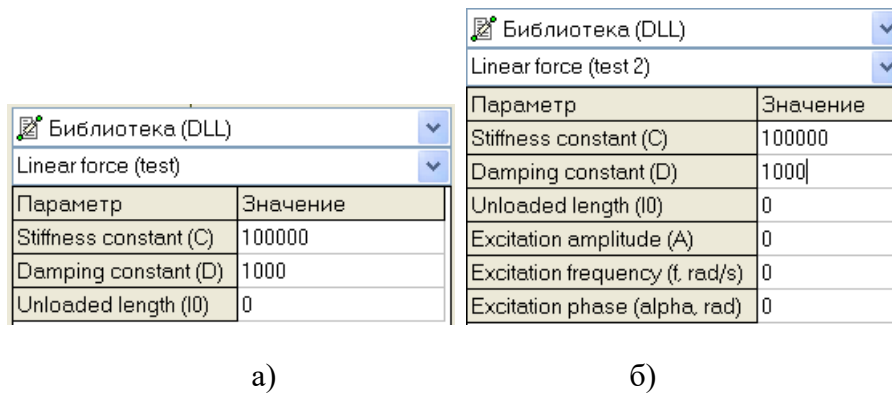 Библиотека (DLL)
Linear force (test)
Параметр Значение
Stiffness constant (C) 100000
Damping constant (D) 1000
Unloaded length (l0) 0
а)
Библиотека (DLL)
Linear force (test 2)
Параметр Значение
Stiffness constant (C) 100000
Damping constant (D) 1000
Unloaded length (l0) 0
Excitation amplitude (A) 0
Excitation frequency (f, rad/s) 0
Excitation phase (alpha, rad) 0
б)